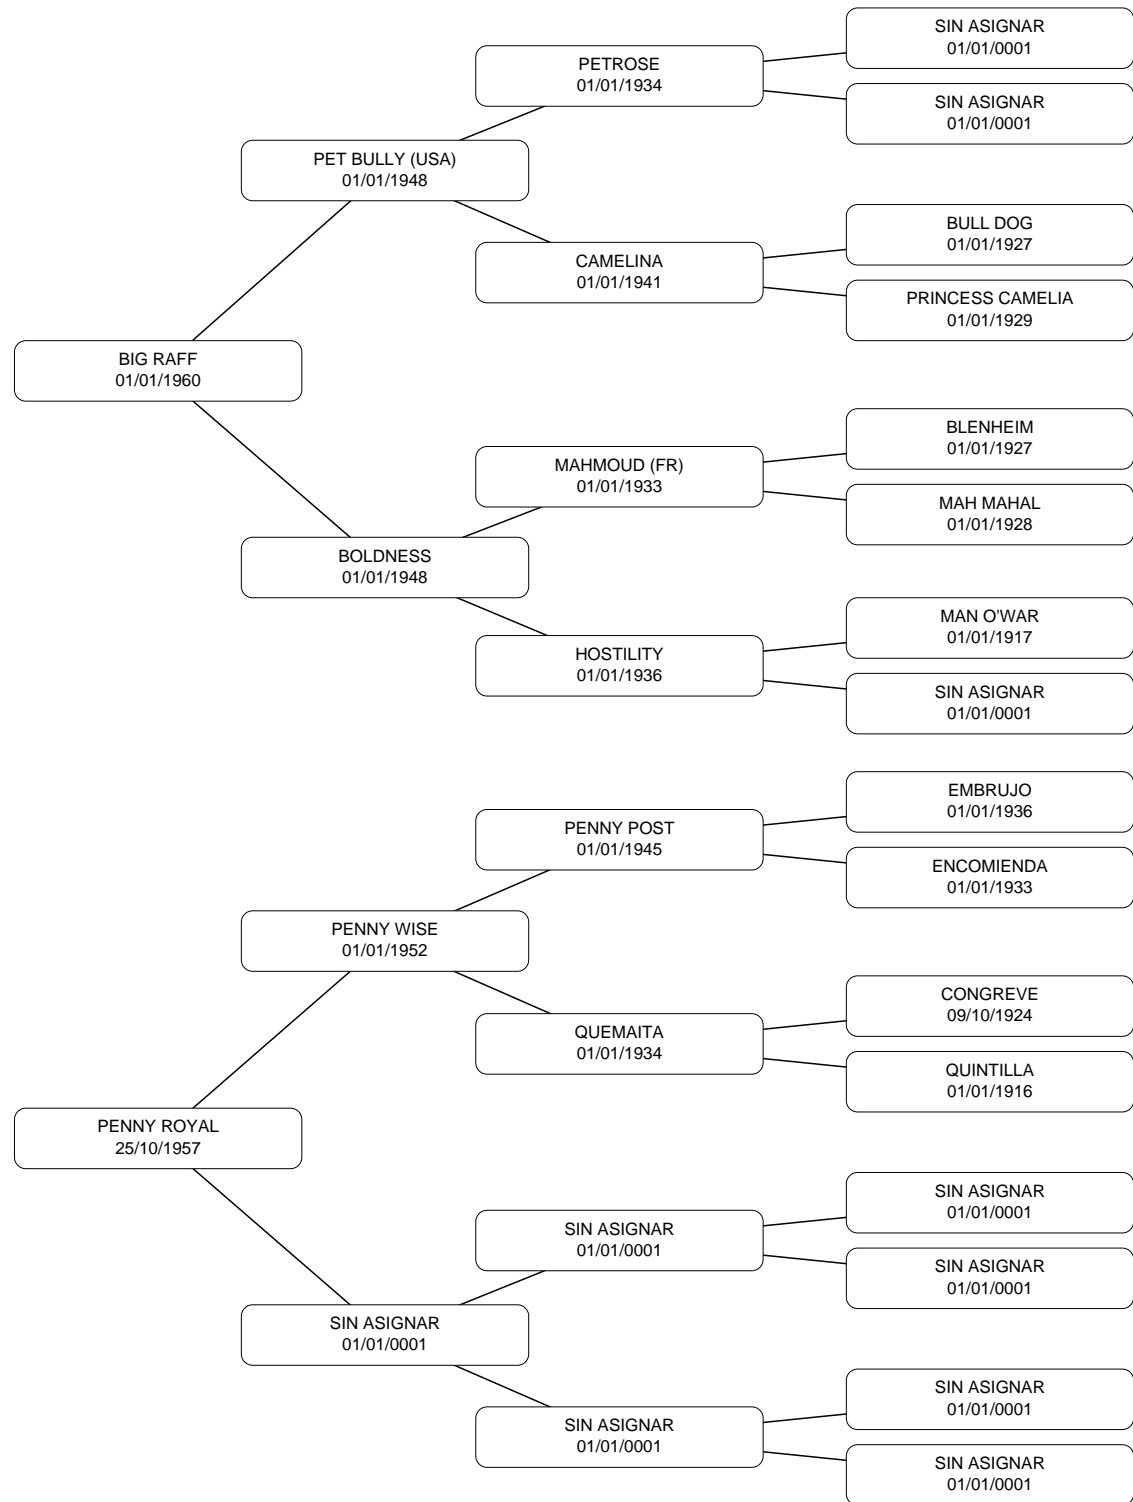 SIN ASIGNAR
01/01/0001
PETROSE
01/01/1934
SIN ASIGNAR
01/01/0001
PET BULLY (USA)
01/01/1948
BULL DOG
01/01/1927
CAMELINA
01/01/1941
PRINCESS CAMELIA
01/01/1929
BIG RAFF
01/01/1960
BLENHEIM
01/01/1927
MAHMOUD (FR)
01/01/1933
MAH MAHAL
01/01/1928
BOLDNESS
01/01/1948
MAN O'WAR
01/01/1917
HOSTILITY
01/01/1936
SIN ASIGNAR
01/01/0001
EMBRUJO
01/01/1936
PENNY POST
01/01/1945
ENCOMIENDA
01/01/1933
PENNY WISE
01/01/1952
CONGREVE
09/10/1924
QUEMAITA
01/01/1934
QUINTILLA
01/01/1916
PENNY ROYAL
25/10/1957
SIN ASIGNAR
01/01/0001
SIN ASIGNAR
01/01/0001
SIN ASIGNAR
01/01/0001
SIN ASIGNAR
01/01/0001
SIN ASIGNAR
01/01/0001
SIN ASIGNAR
01/01/0001
SIN ASIGNAR
01/01/0001